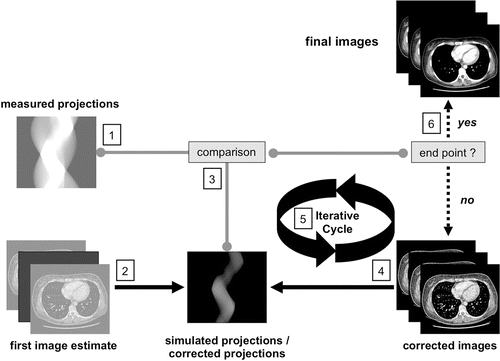 final images
measured projections
1
6
yes
comparison
end point ?
3
no
5
Iterative
Cycle
2
4
first image estimate
simulated projections /
corrected projections
corrected images